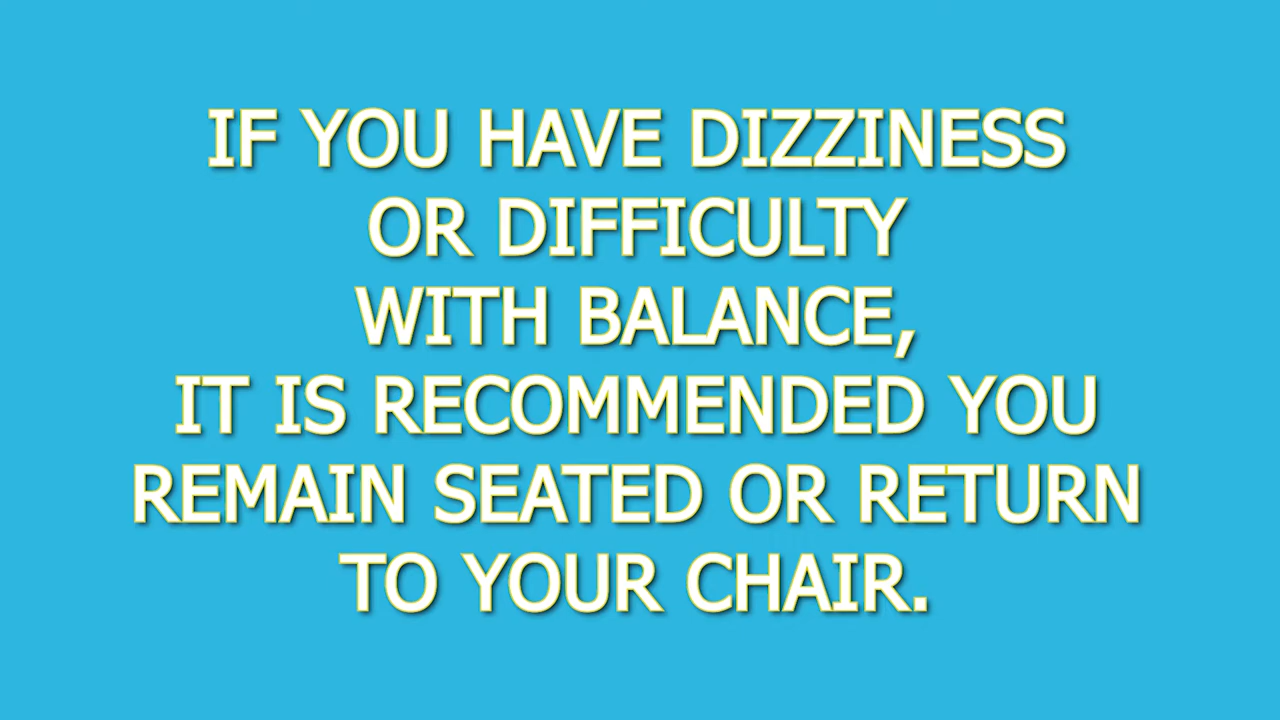 IF YOU HAVE DIZZINESS
OR DIFFICULTY
WITH BALANCE,
IT IS RECOMMENDED YOU
REMAIN SEATED OR RETURN
TO YOUR CHAIR.